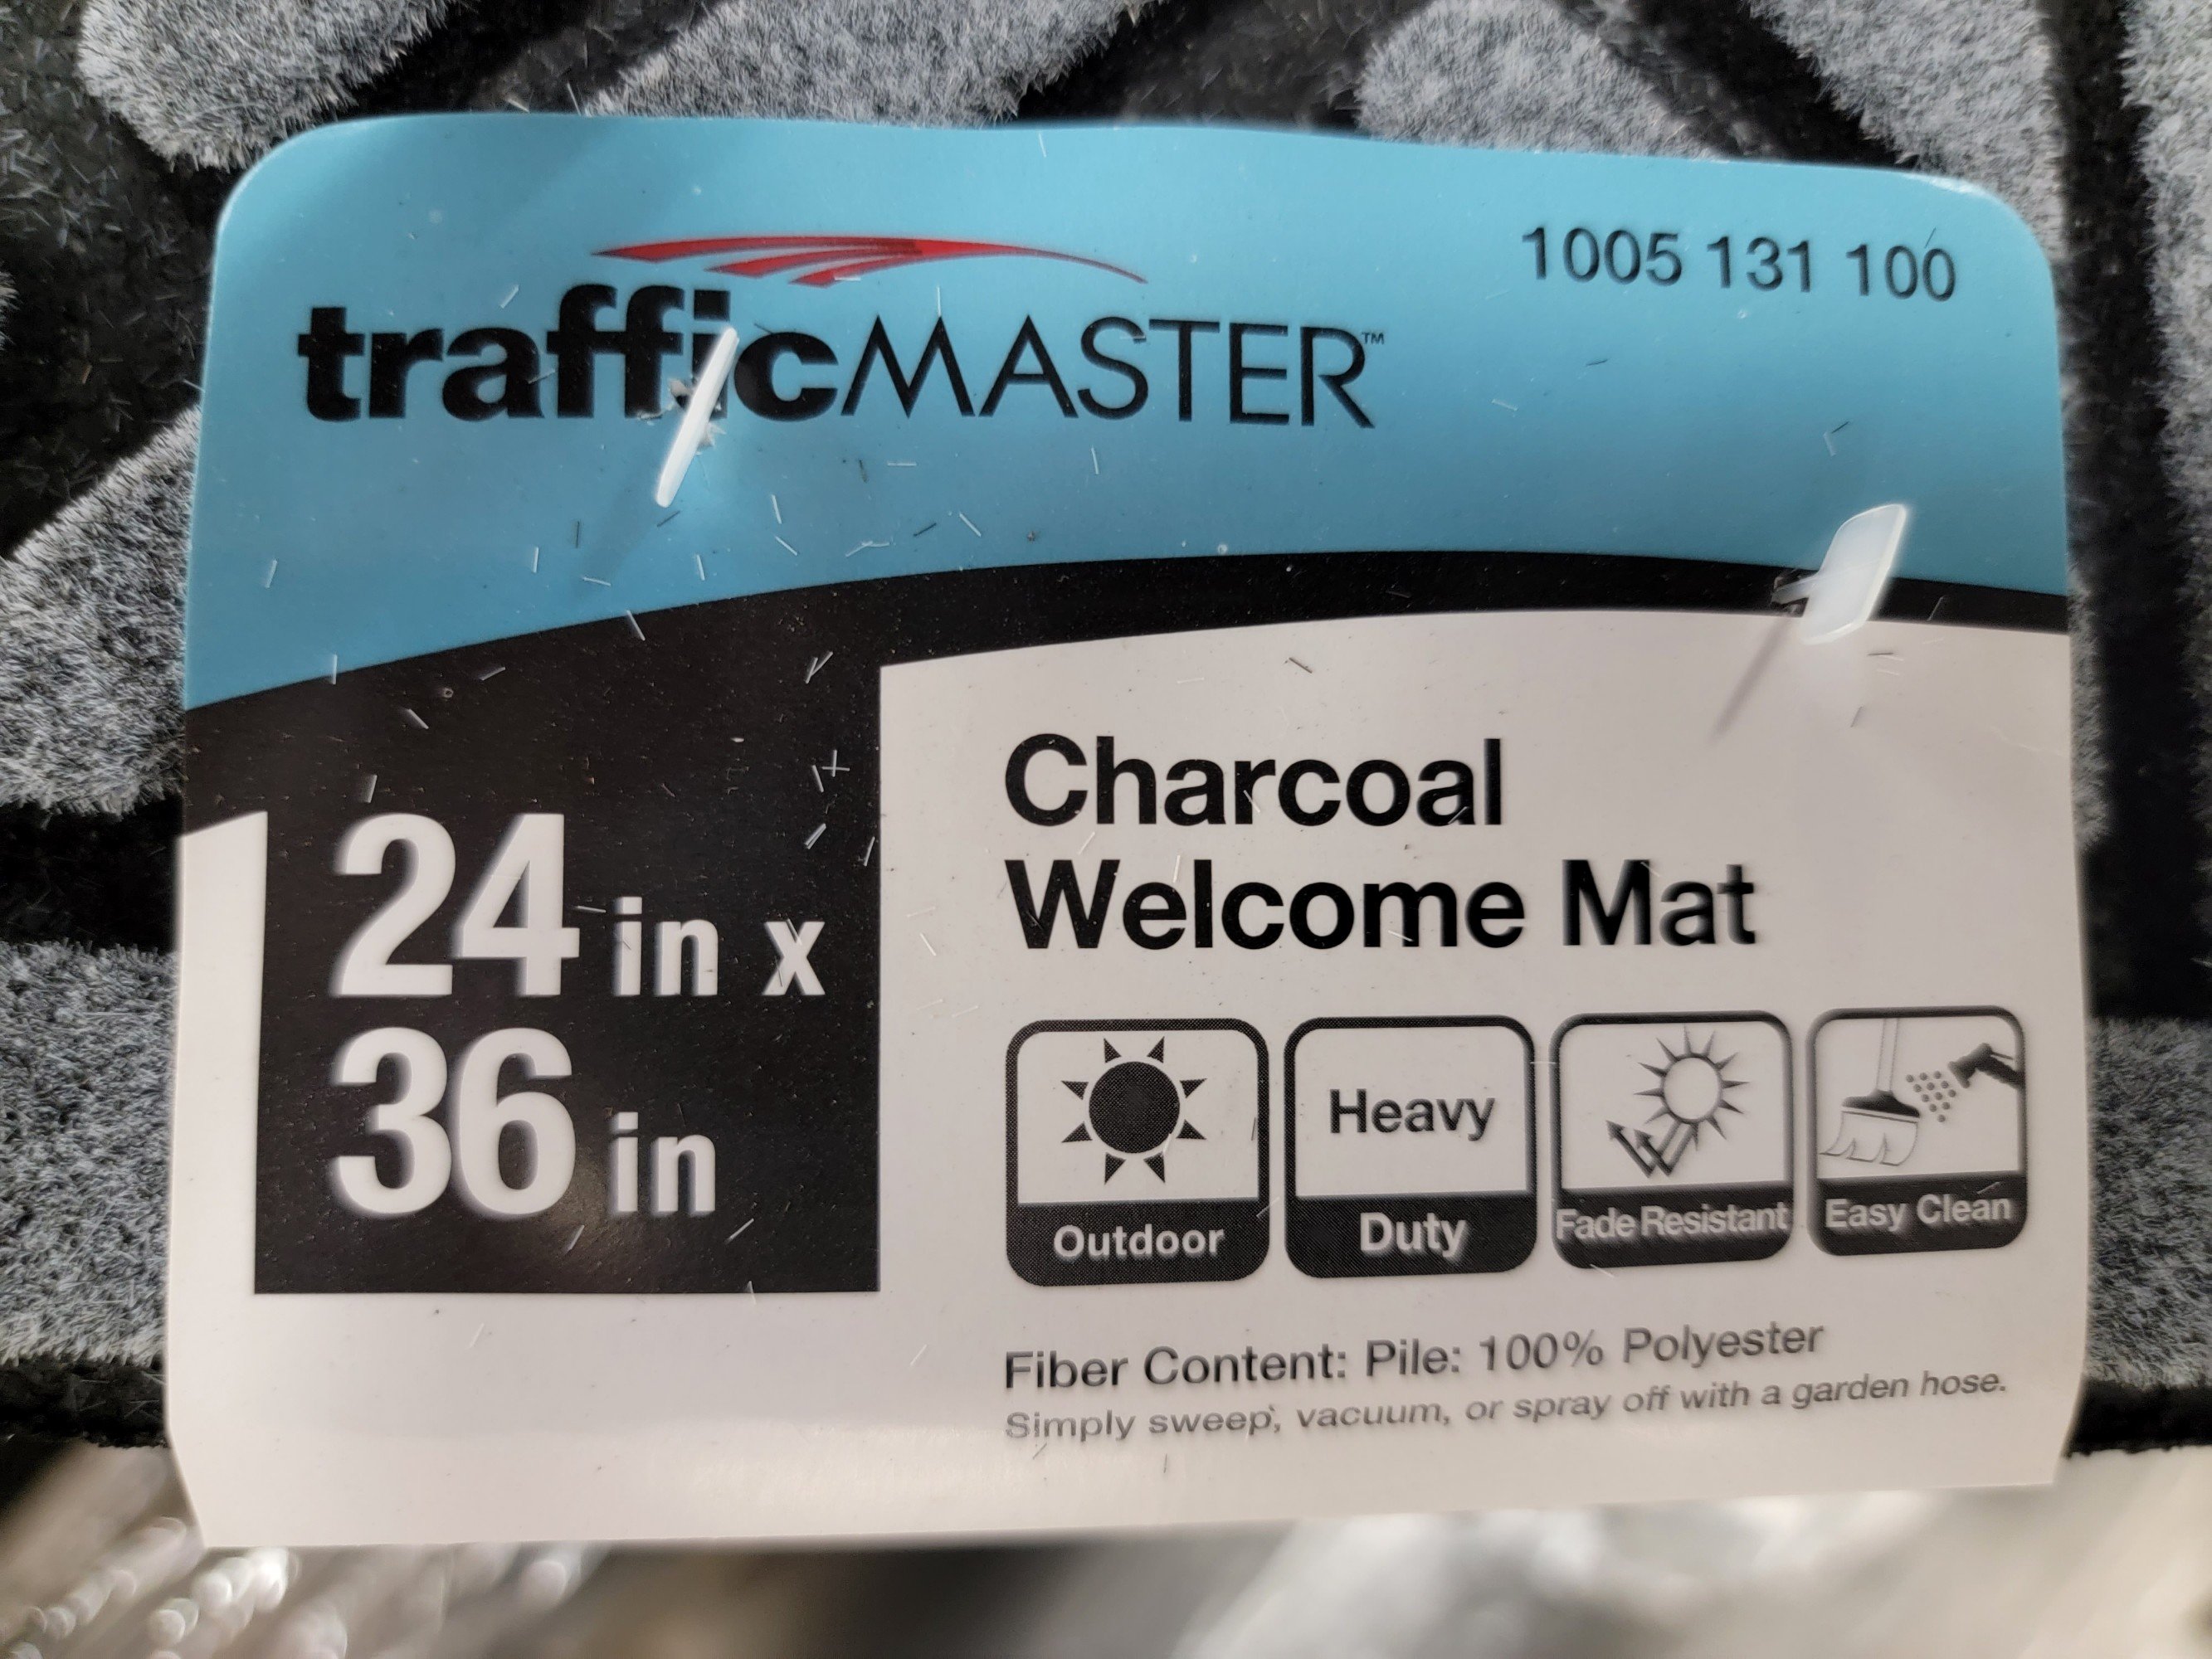 trafficMASTER™
1005 131 100
24 in x
36 in
Charcoal
Welcome Mat
Outdoor
Heavy
Duty
Fade Resistant
Easy Clean
Fiber Content: Pile: 100% Polyester
Simply sweep, vacuum, or spray off with a garden hose.